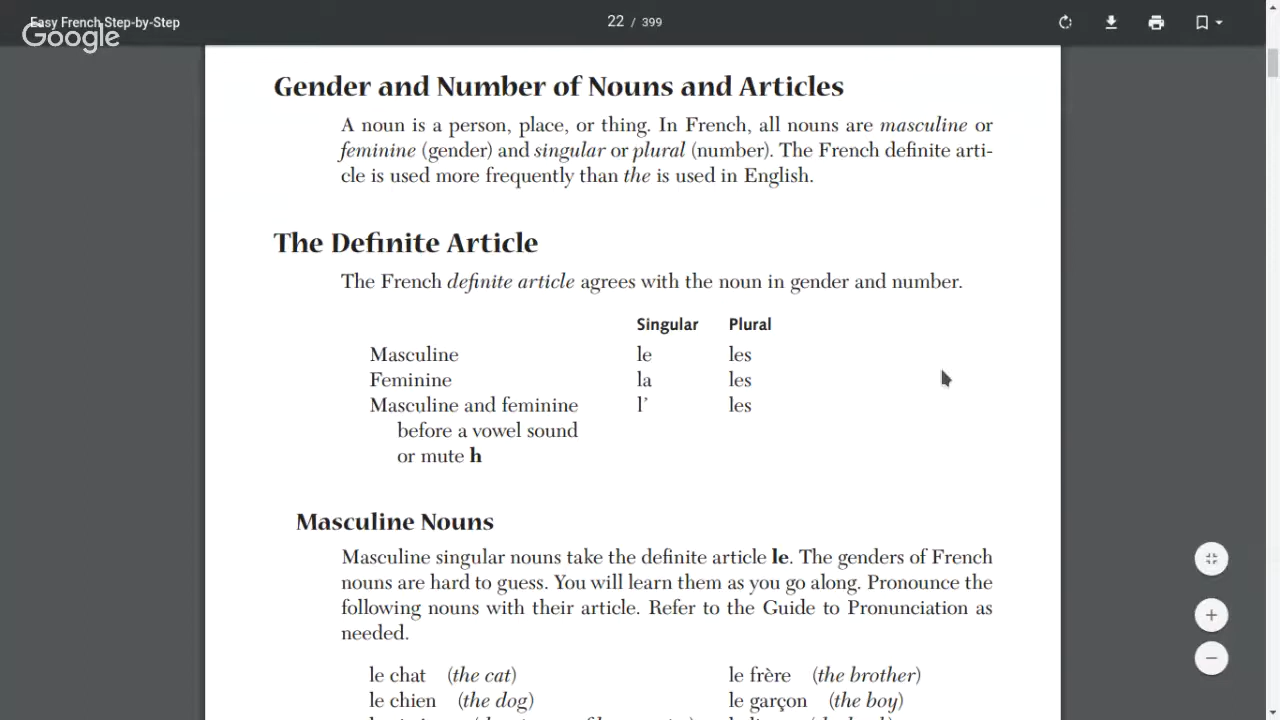 Easy French Step-by-Step
Google
22 / 399
Gender and Number of Nouns and Articles
A noun is a person, place, or thing. In French, all nouns are masculine or
feminine (gender) and singular or plural (number). The French definite arti-
cle is used more frequently than the is used in English.
The Definite Article
The French definite article agrees with the noun in gender and number.
Singular Plural
Masculine le les
Feminine la les
Masculine and feminine l’ les
before a vowel sound
or mute h
Masculine Nouns
Masculine singular nouns take the definite article le. The genders of French
nouns are hard to guess. You will learn them as you go along. Pronounce the
following nouns with their article. Refer to the Guide to Pronunciation as
needed.
le chat (the cat) le frère (the brother)
le chien (the dog) le garçon (the boy)